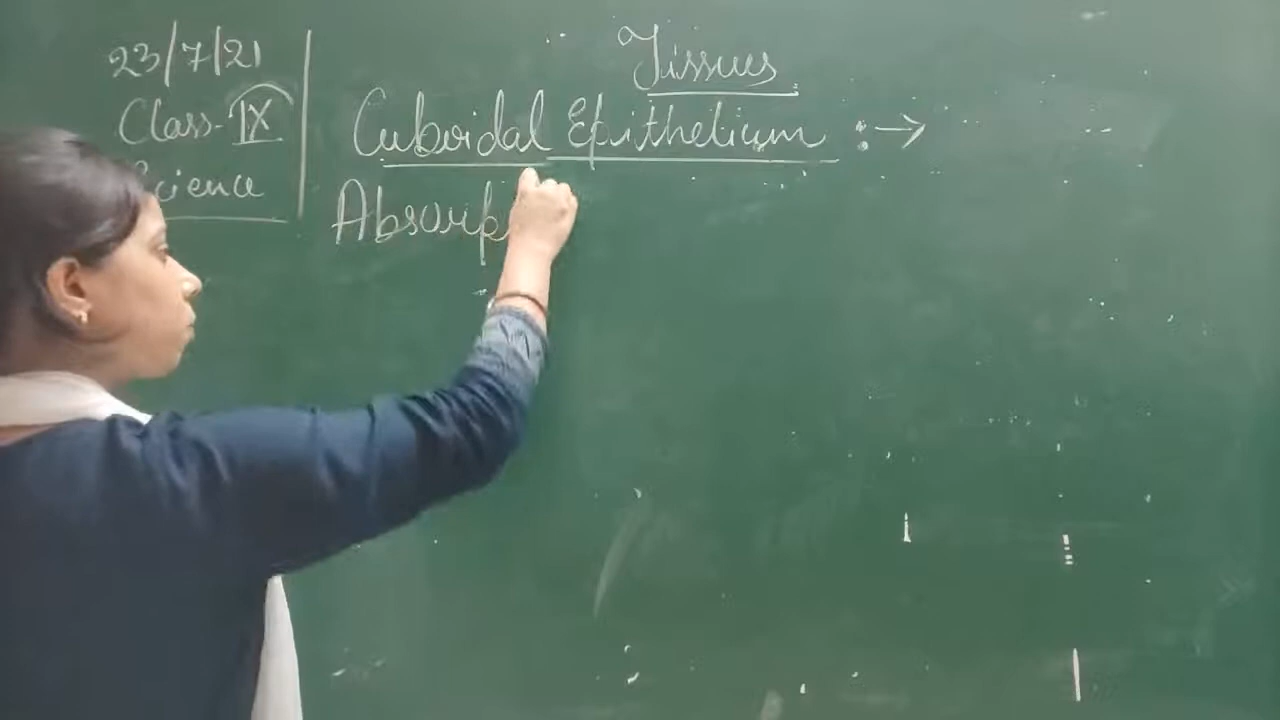 23/7/21
Class-IX
Science
Tissues
Cuboidal Epithelium :→
Absorp